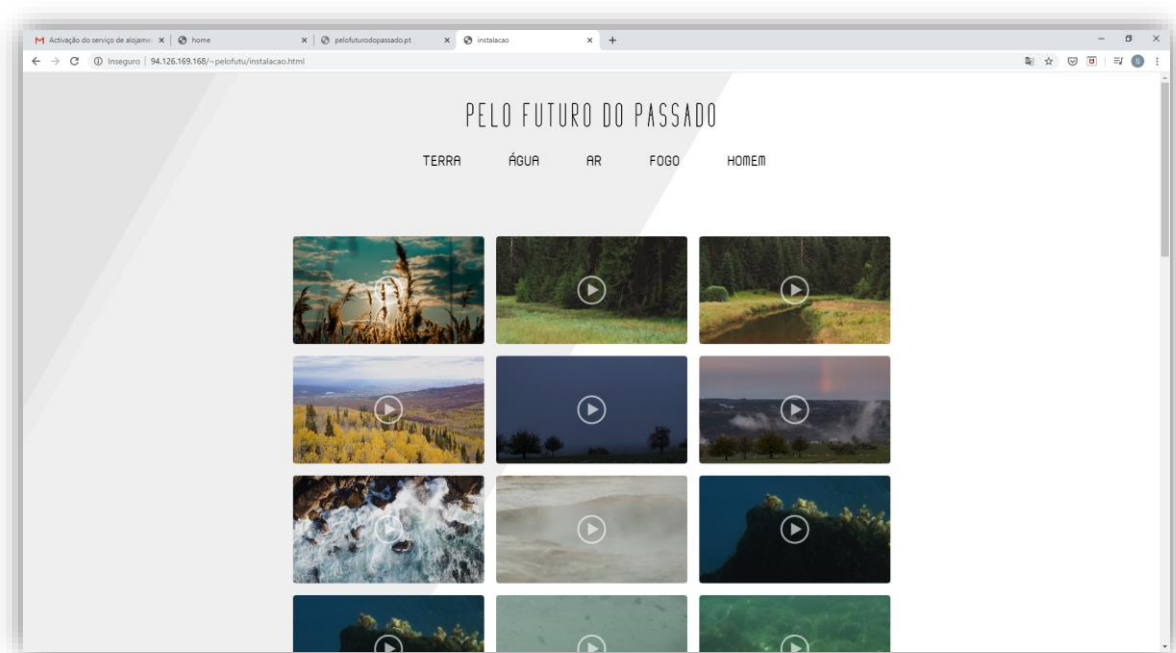 Activação do serviço de alojame
home
pelofuturodopassado.pt
instalacao
Inseguro | 94.126.169.168/~pelofutu/instalacao.html
PELO FUTURO DO PASSADO
TERRA ÁGUA AR FOGO HOMEM